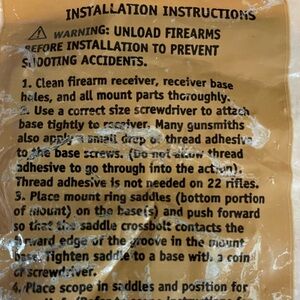 INSTALLATION INSTRUCTIONS
WARNING: UNLOAD FIREARMS
BEFORE INSTALLATION TO PREVENT
SHOOTING ACCIDENTS.
1. Clean firearm receiver, receiver base
holes, and all mount parts thoroughly.
2. Use a correct size screwdriver to attach
base tightly to receiver. Many gunsmiths
also apply a small drop of thread adhesive
to the base screws. (Do not allow thread
adhesive to go through into the action).
Thread adhesive is not needed on 22 rifles.
3. Place mount ring saddles (bottom portion
of mount) on the base(s) and push forward
so that the saddle crossbolt contacts the
forward edge of the groove in the mount
base. Tighten saddle to a base with a coin
or screwdriver.
4. Place scope in saddles and position for